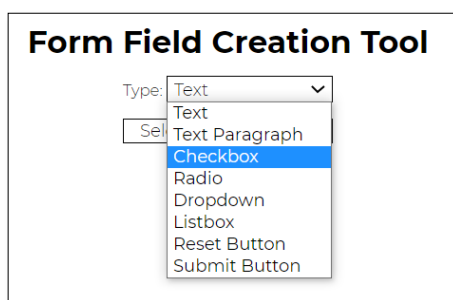 Form Field Creation Tool
Type: Text
Text
Text Paragraph
Checkbox
Radio
Dropdown
Listbox
Reset Button
Submit Button